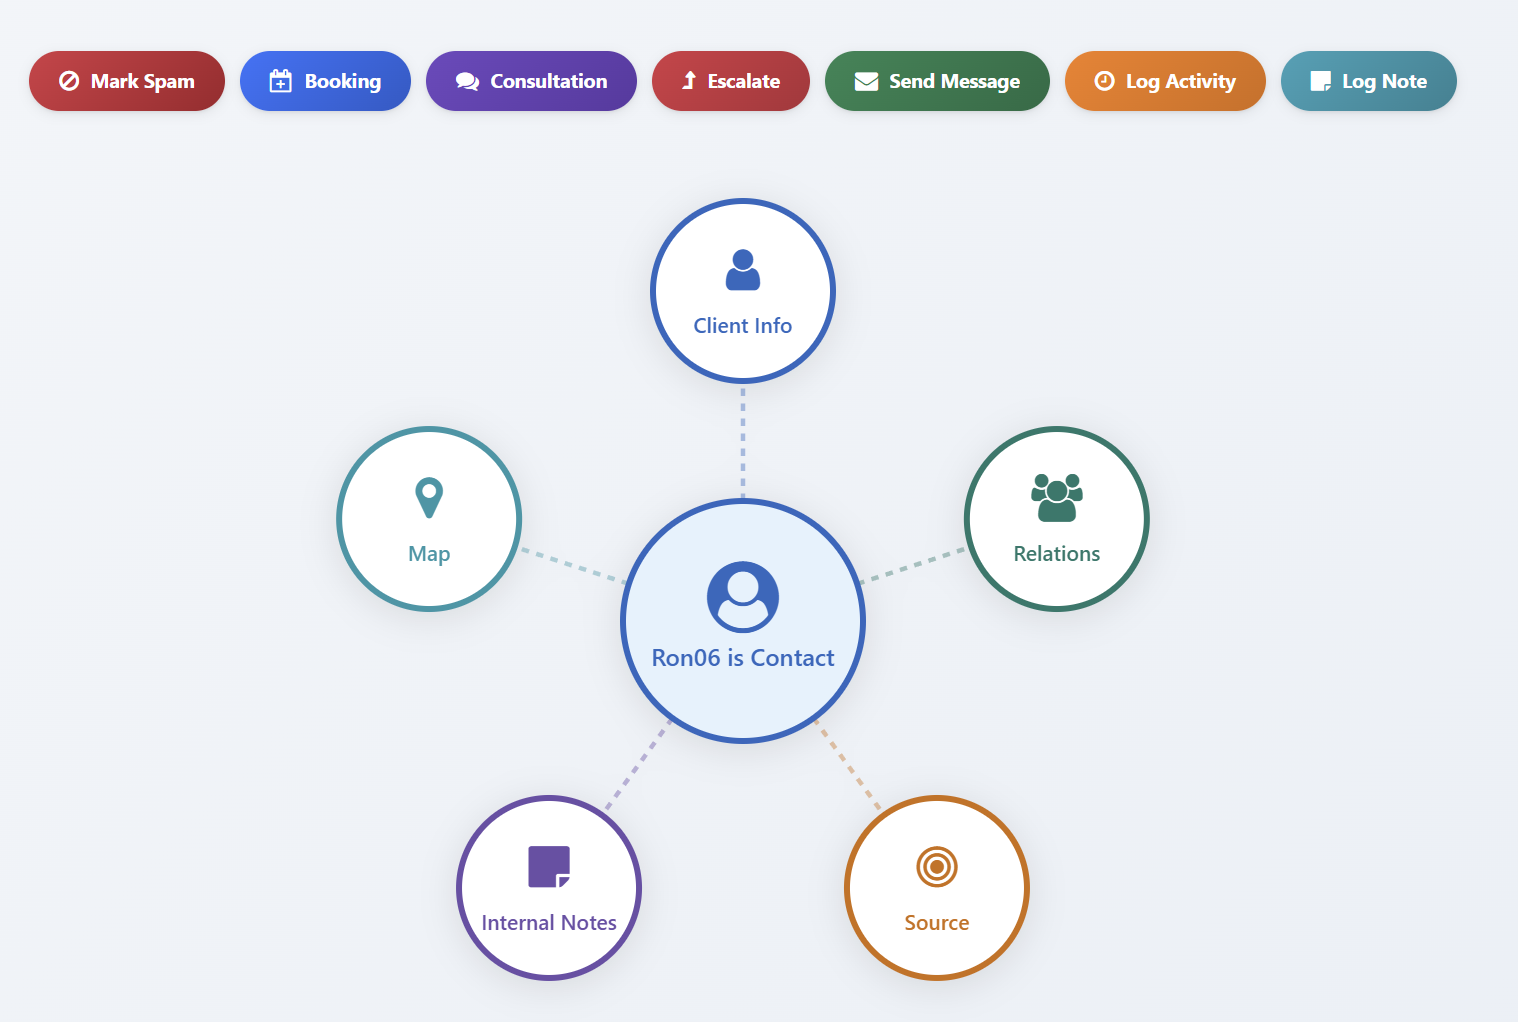 Mark Spam
Booking
Consultation
Escalate
Send Message
Log Activity
Log Note
Client Info
Map
Relations
Ron06 is Contact
Internal Notes
Source